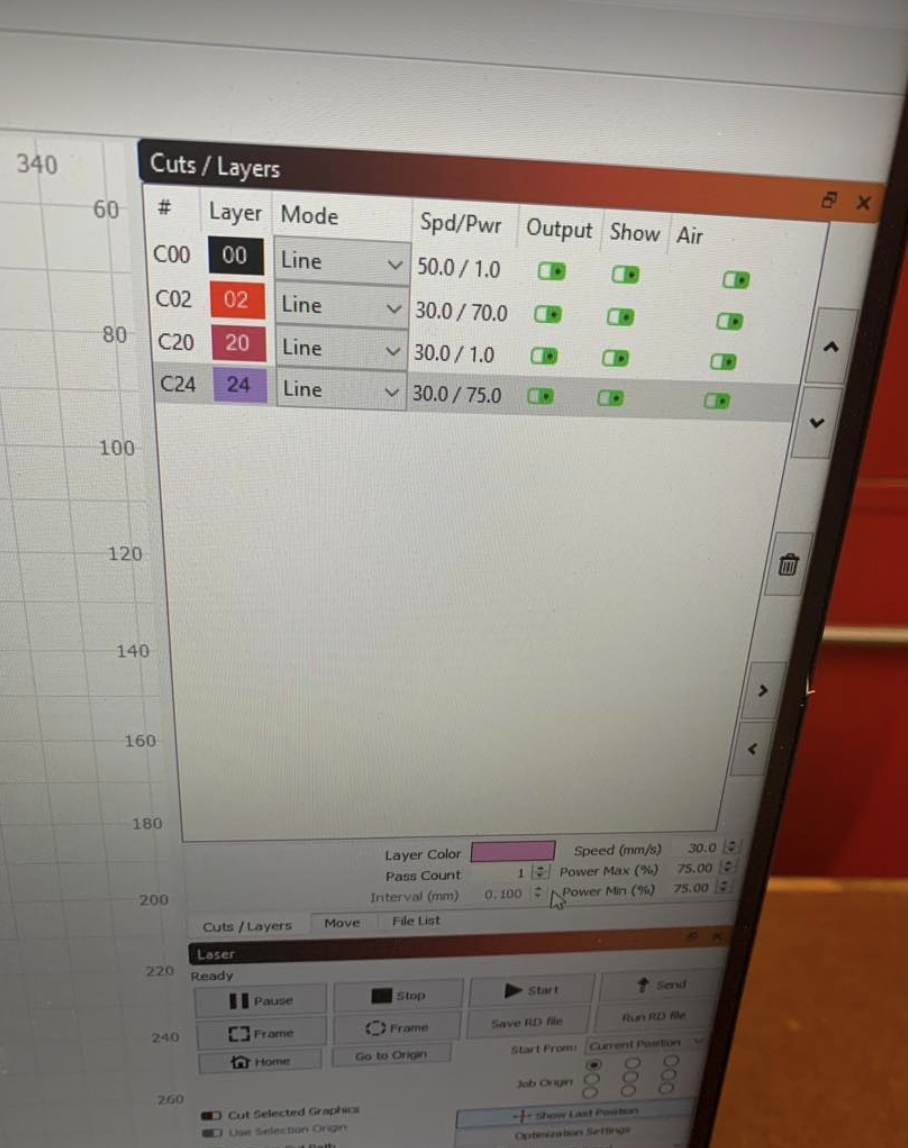 340
Cuts / Layers
# Layer Mode Spd/Pwr Output Show Air
60
C00 00 Line 50.0 / 1.0
C02 02 Line 30.0 / 70.0
80
C20 20 Line 30.0 / 1.0
C24 24 Line 30.0 / 75.0
100
120
140
160
180
Layer Color Speed (mm/s) 30.0
Pass Count 1 Power Max (%) 75.00
Interval (mm) 0.100 Power Min (%) 75.00
200
Cuts / Layers Move File List
Laser
220
Ready
Pause Stop Start Send
240
Frame Frame Save RD file Run RD file
Home Go to Origin Start From: Current Position
Job Origin
260
Cut Selected Graphics
Show Last Position
Use Selection Origin
Optimization Settings